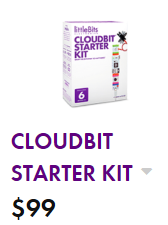 littleBits
CLOUDBIT
STARTER
KIT
6
CLOUDBIT
STARTER KIT
$99